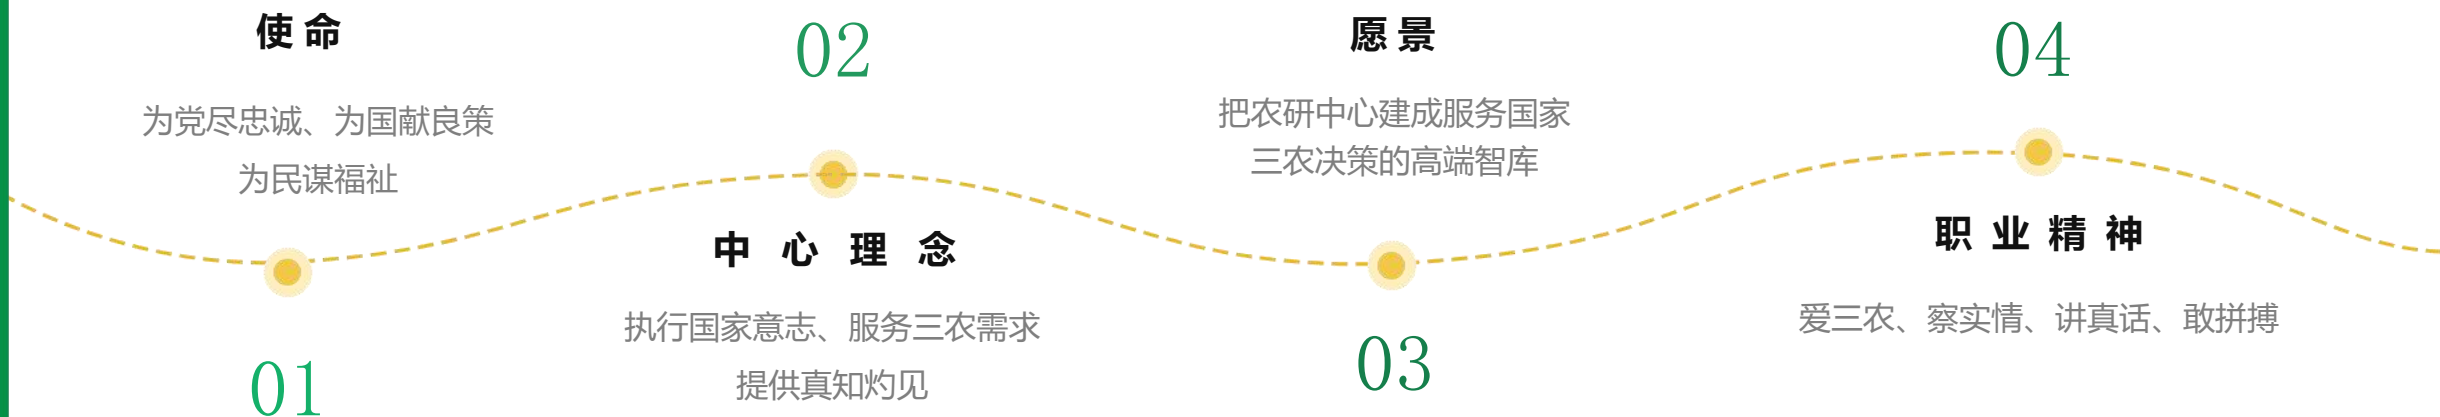 使命
为党尽忠诚、为国献良策
为民谋福祉
01
02
中心理念
执行国家意志、服务三农需求
提供真知灼见
愿景
把农研中心建成服务国家
三农决策的高端智库
03
04
职业精神
爱三农、察实情、讲真话、敢拼搏